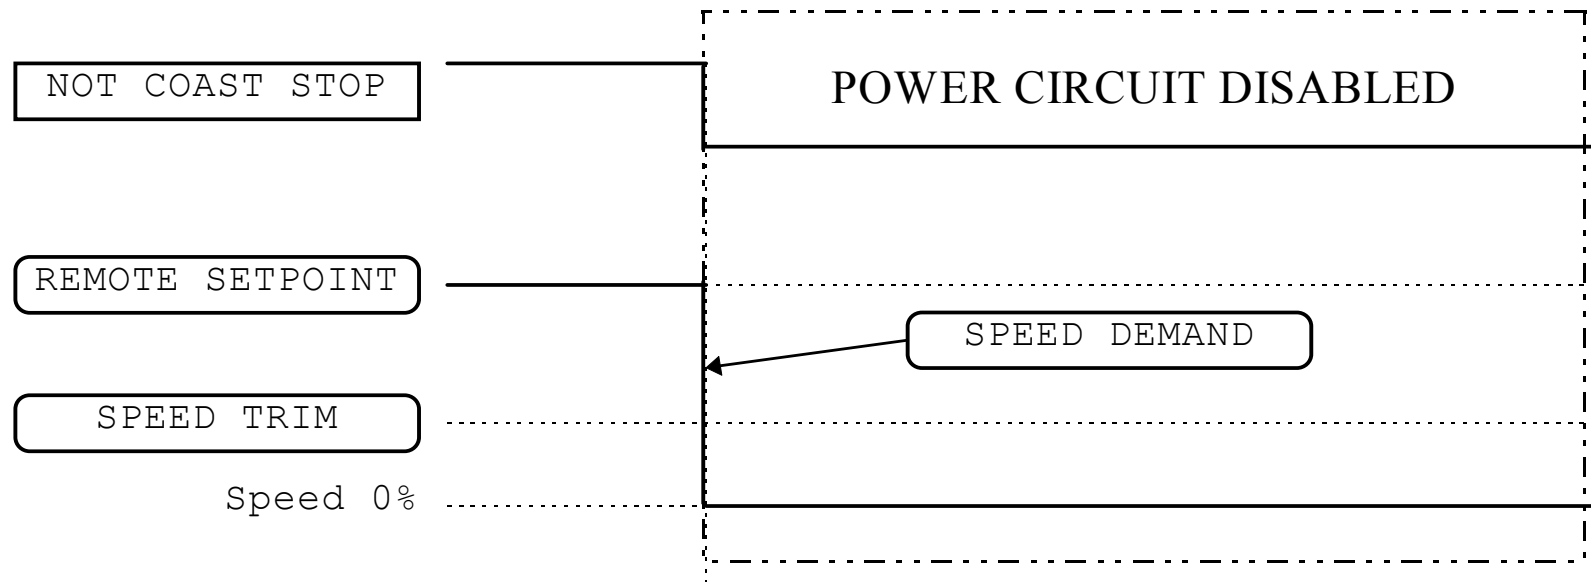 NOT COAST STOP
POWER CIRCUIT DISABLED
REMOTE SETPOINT
SPEED DEMAND
SPEED TRIM
Speed 0%